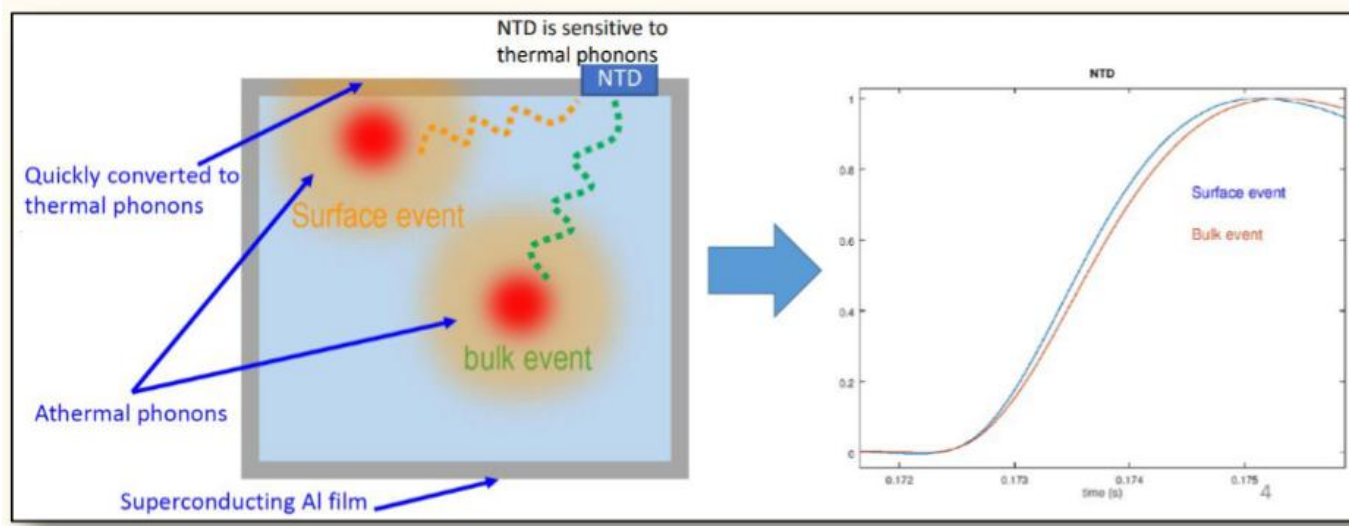 NTD is sensitive to
thermal phonons
NTD
Quickly converted to
thermal phonons
Surface event
bulk event
Athermal phonons
Superconducting Al film
NTD
1
0.8
0.6
0.4
0.2
0
Surface event
Bulk event
0.172
0.173
0.174
0.175
time (s)
4